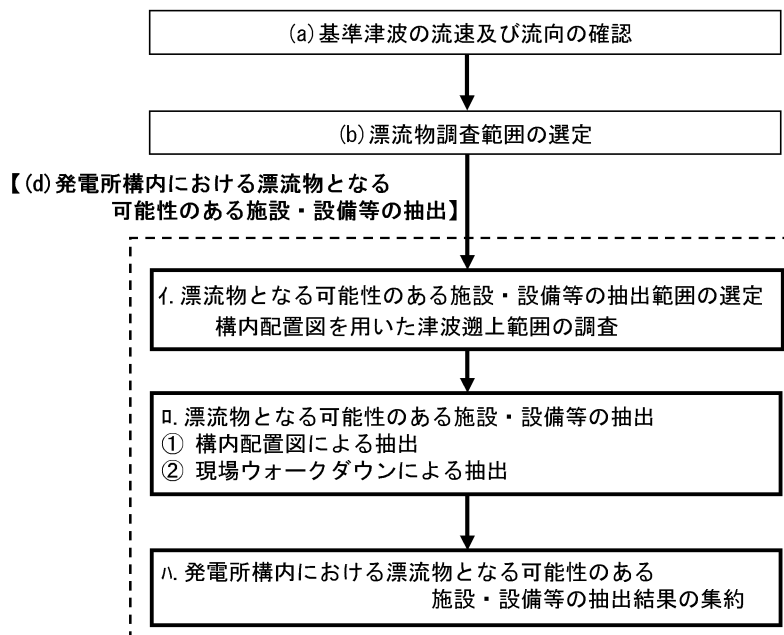 (a)基準津波の流速及び流向の確認
(b)漂流物調査範囲の選定
【(d)発電所構内における漂流物となる
可能性のある施設・設備等の抽出】
ｲ.漂流物となる可能性のある施設・設備等の抽出範囲の選定
構内配置図を用いた津波遡上範囲の調査
ﾛ.漂流物となる可能性のある施設・設備等の抽出
① 構内配置図による抽出
② 現場ウォークダウンによる抽出
ﾊ.発電所構内における漂流物となる可能性のある
施設・設備等の抽出結果の集約